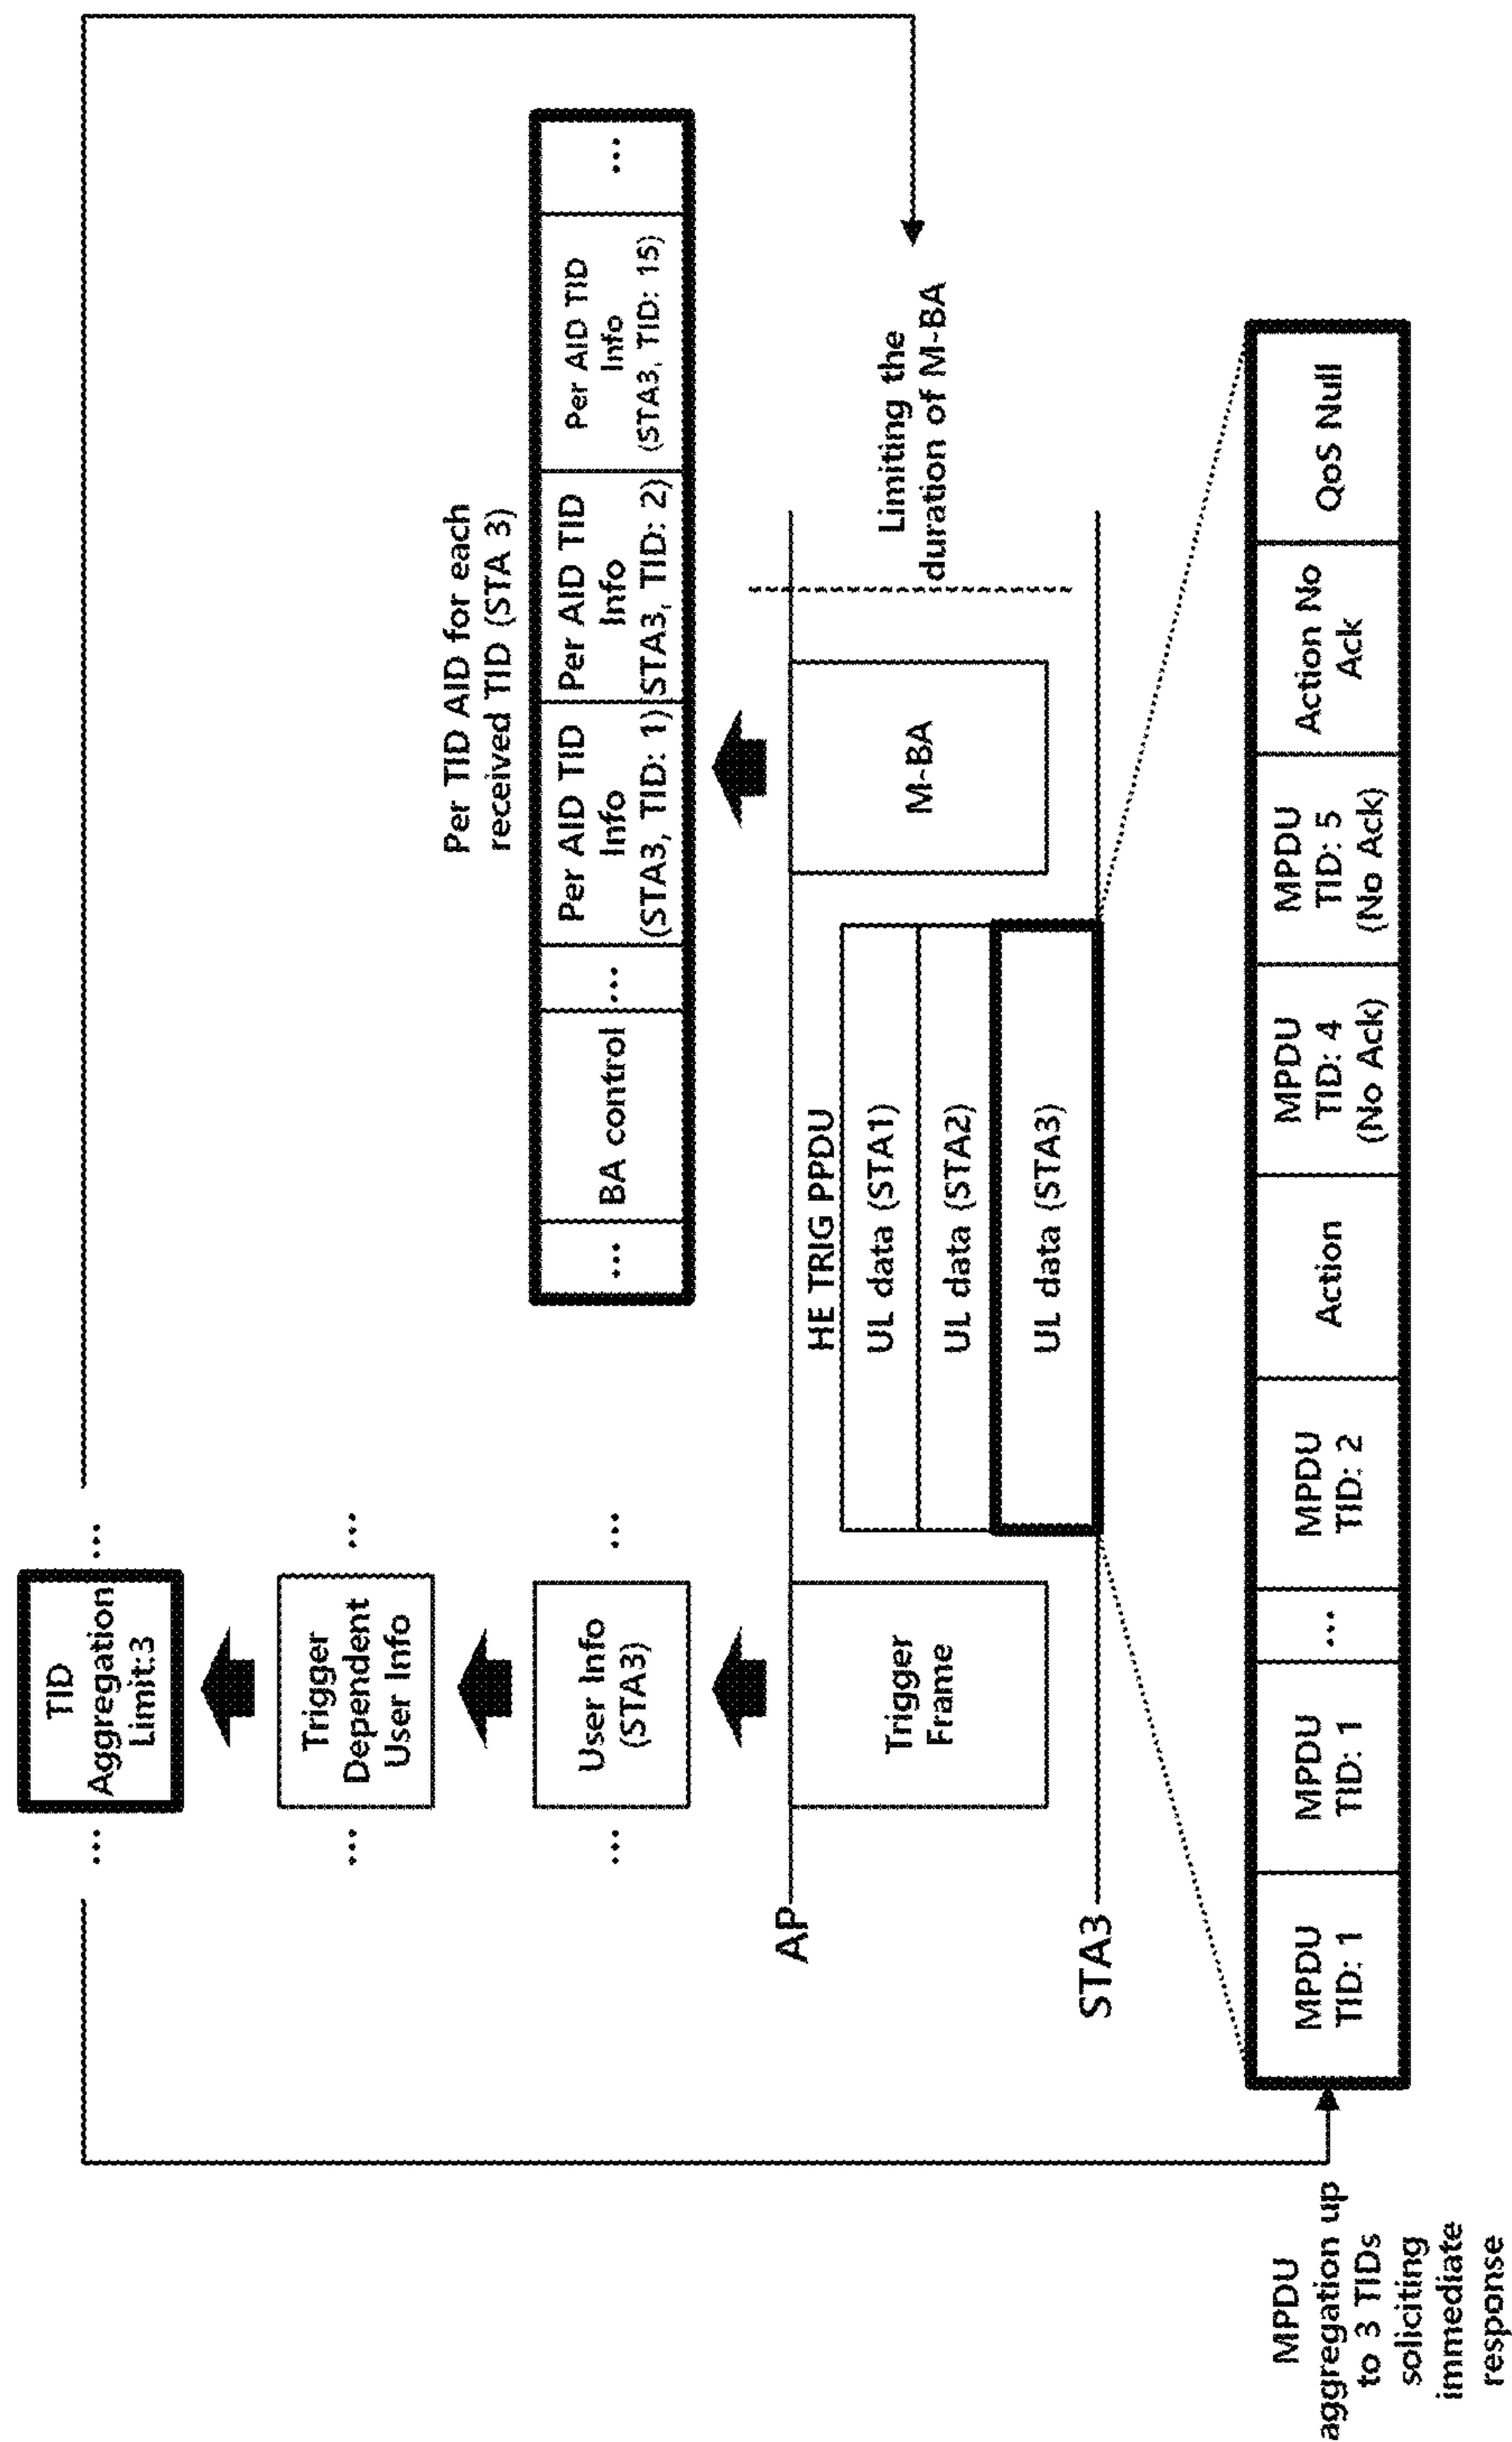 ...
TID
Aggregation
Limit:3
...
...
Trigger
Dependent
User Info
...
...
User Info
(STA3)
...
Per TID AID for each
received TID (STA 3)
...
BA control
...
Per AID TID
Info
(STA3, TID: 1)
Per AID TID
Info
(STA3, TID: 2)
Per AID TID
Info
(STA3, TID: 15)
...
AP
Trigger
Frame
HE TRIG PPDU
UL data (STA1)
UL data (STA2)
UL data (STA3)
M-BA
Limiting the
duration of M-BA
STA3
MPDU
aggregation up
to 3 TIDs
soliciting
immediate
response
MPDU
TID: 1
MPDU
TID: 1
...
MPDU
TID: 2
Action
MPDU
TID: 4
(No Ack)
MPDU
TID: 5
(No Ack)
Action No
Ack
QoS Null